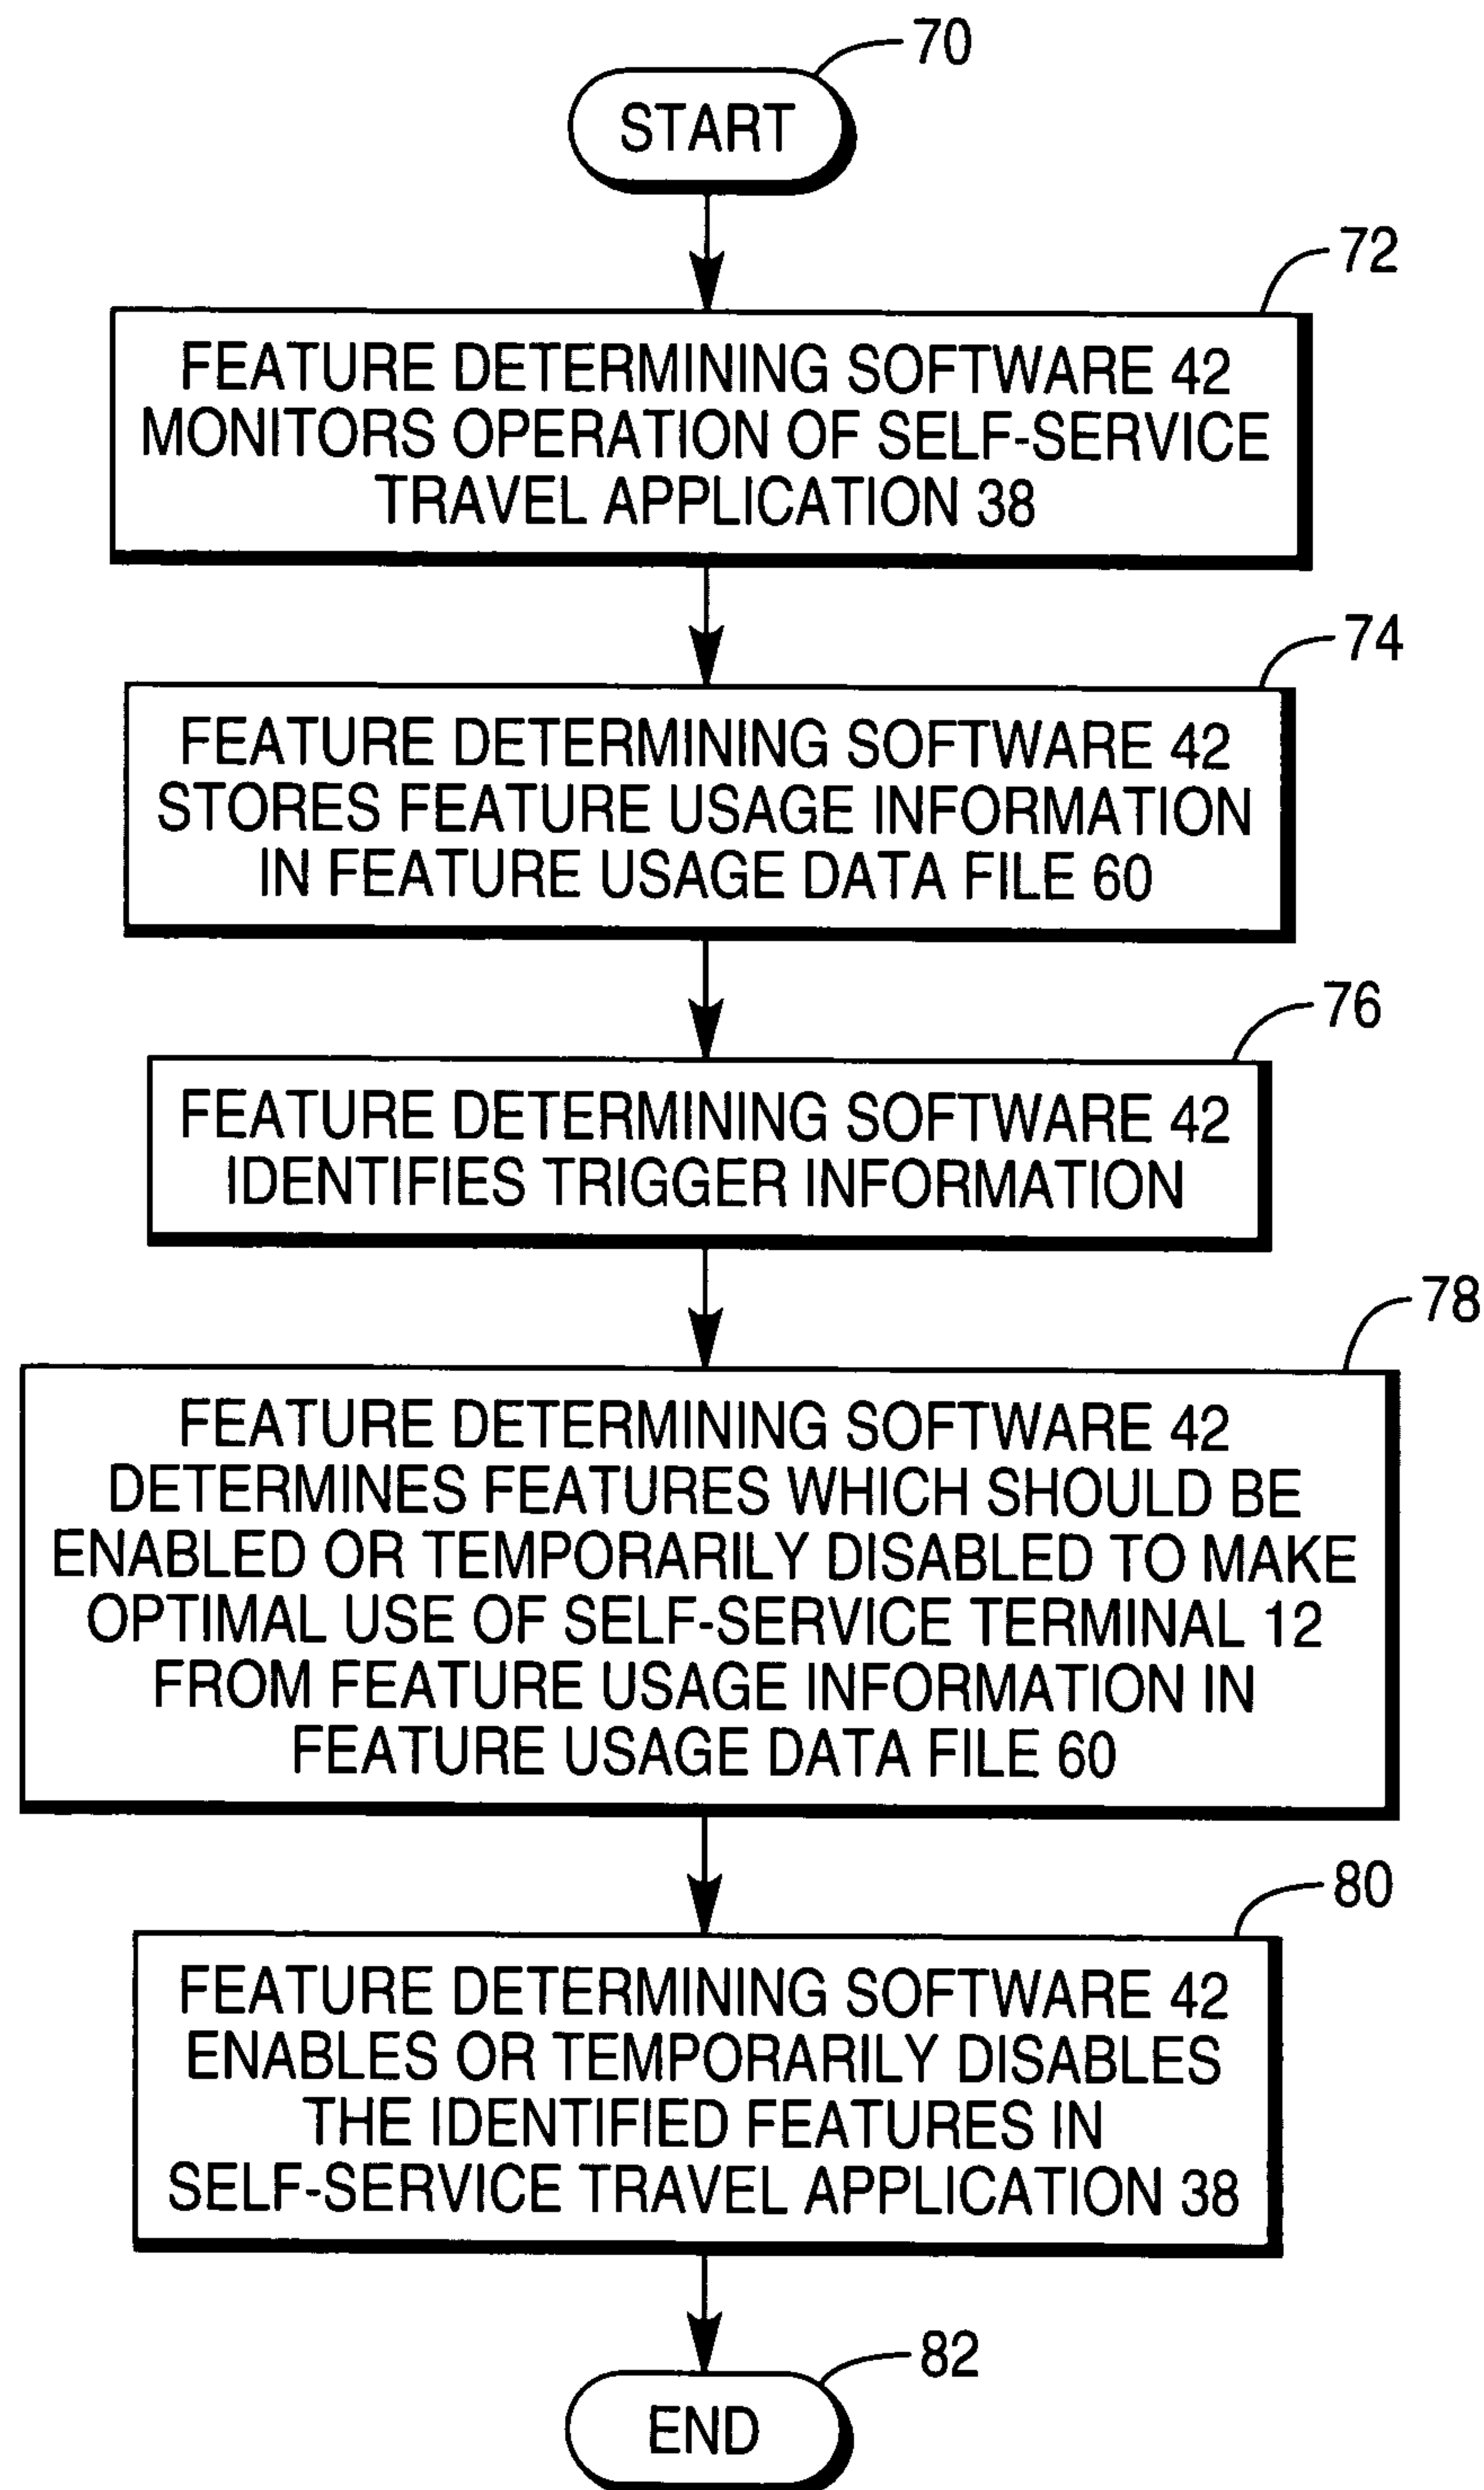 70
START
72
FEATURE DETERMINING SOFTWARE 42
MONITORS OPERATION OF SELF-SERVICE
TRAVEL APPLICATION 38
74
FEATURE DETERMINING SOFTWARE 42
STORES FEATURE USAGE INFORMATION
IN FEATURE USAGE DATA FILE 60
76
FEATURE DETERMINING SOFTWARE 42
IDENTIFIES TRIGGER INFORMATION
78
FEATURE DETERMINING SOFTWARE 42
DETERMINES FEATURES WHICH SHOULD BE
ENABLED OR TEMPORARILY DISABLED TO MAKE
OPTIMAL USE OF SELF-SERVICE TERMINAL 12
FROM FEATURE USAGE INFORMATION IN
FEATURE USAGE DATA FILE 60
80
FEATURE DETERMINING SOFTWARE 42
ENABLES OR TEMPORARILY DISABLES
THE IDENTIFIED FEATURES IN
SELF-SERVICE TRAVEL APPLICATION 38
82
END